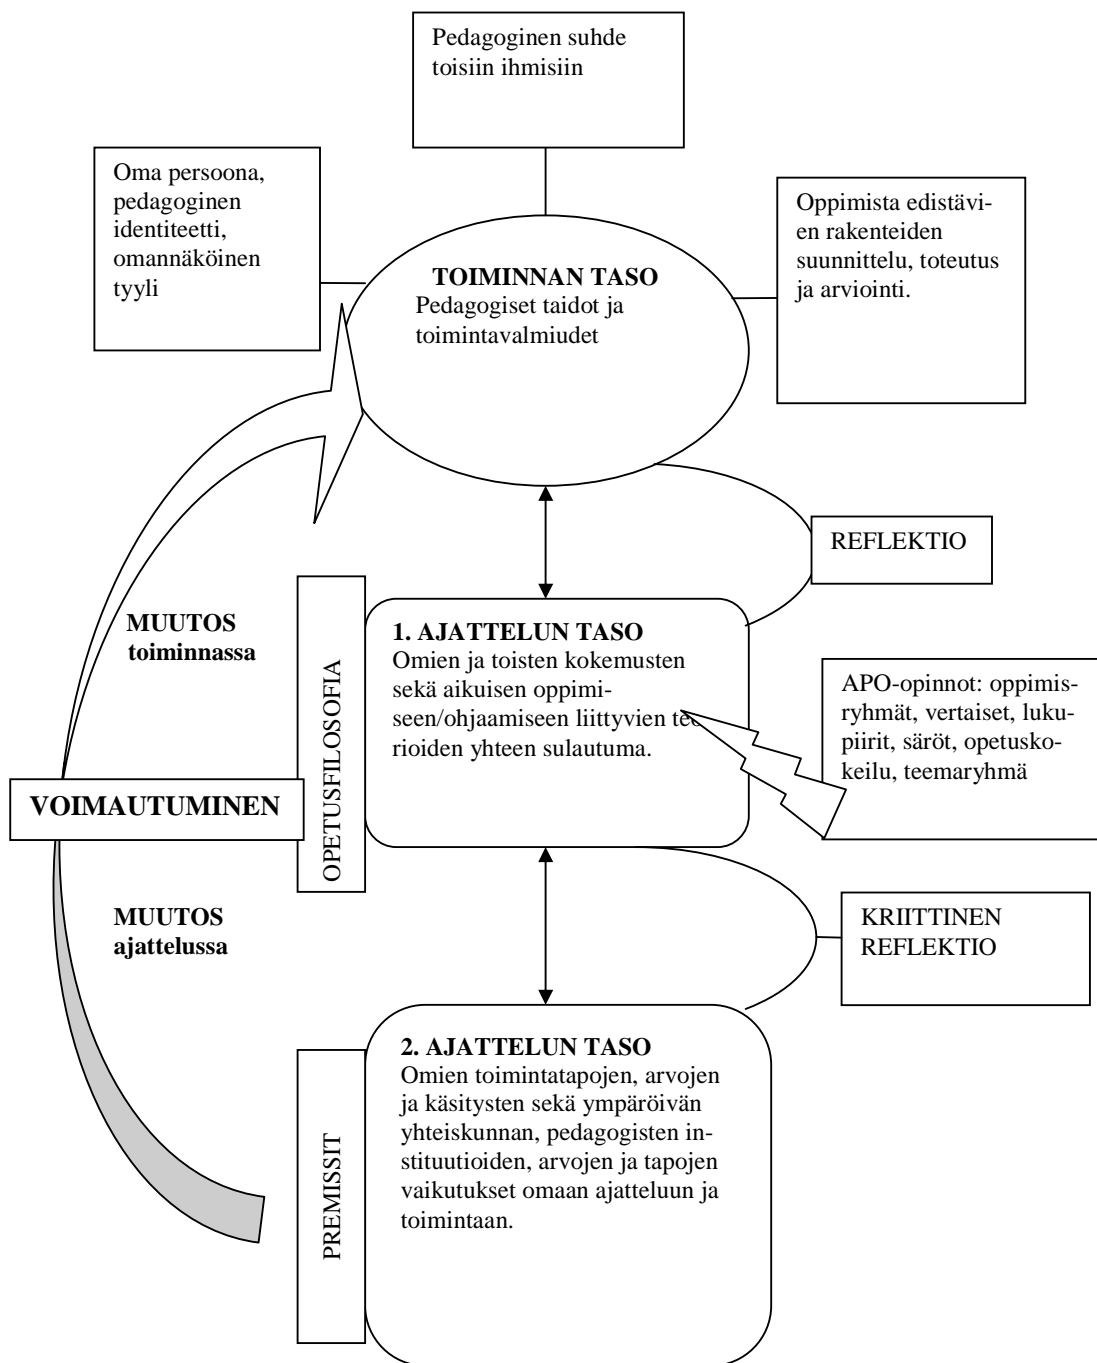 Pedagoginen suhde
toisiin ihmisiin
Oma persoona,
pedagoginen
identiteetti,
omannäköinen
tyyli
Oppimista edistävi-
en rakenteiden
suunnittelu, toteutus
ja arviointi.
TOIMINNAN TASO
Pedagogiset taidot ja
toimintavalmiudet
REFLEKTIO
MUUTOS
toiminnassa
OPETUSFILOSOFIA
1. AJATTELUN TASO
Omien ja toisten kokemusten
sekä aikuisen oppimi-
seen/ohjaamiseen liittyvien teo
rioiden yhteen sulautuma.
APO-opinnot: oppimis-
ryhmät, vertaiset, luku-
piirit, säröt, opetusko-
keilu, teemaryhmä
VOIMAUTUMINEN
MUUTOS
ajattelussa
KRIITTINEN
REFLEKTIO
PREMISSIT
2. AJATTELUN TASO
Omien toimintatapojen, arvojen
ja käsitysten sekä ympäröivän
yhteiskunnan, pedagogisten in-
stituutioiden, arvojen ja tapojen
vaikutukset omaan ajatteluun ja
toimintaan.